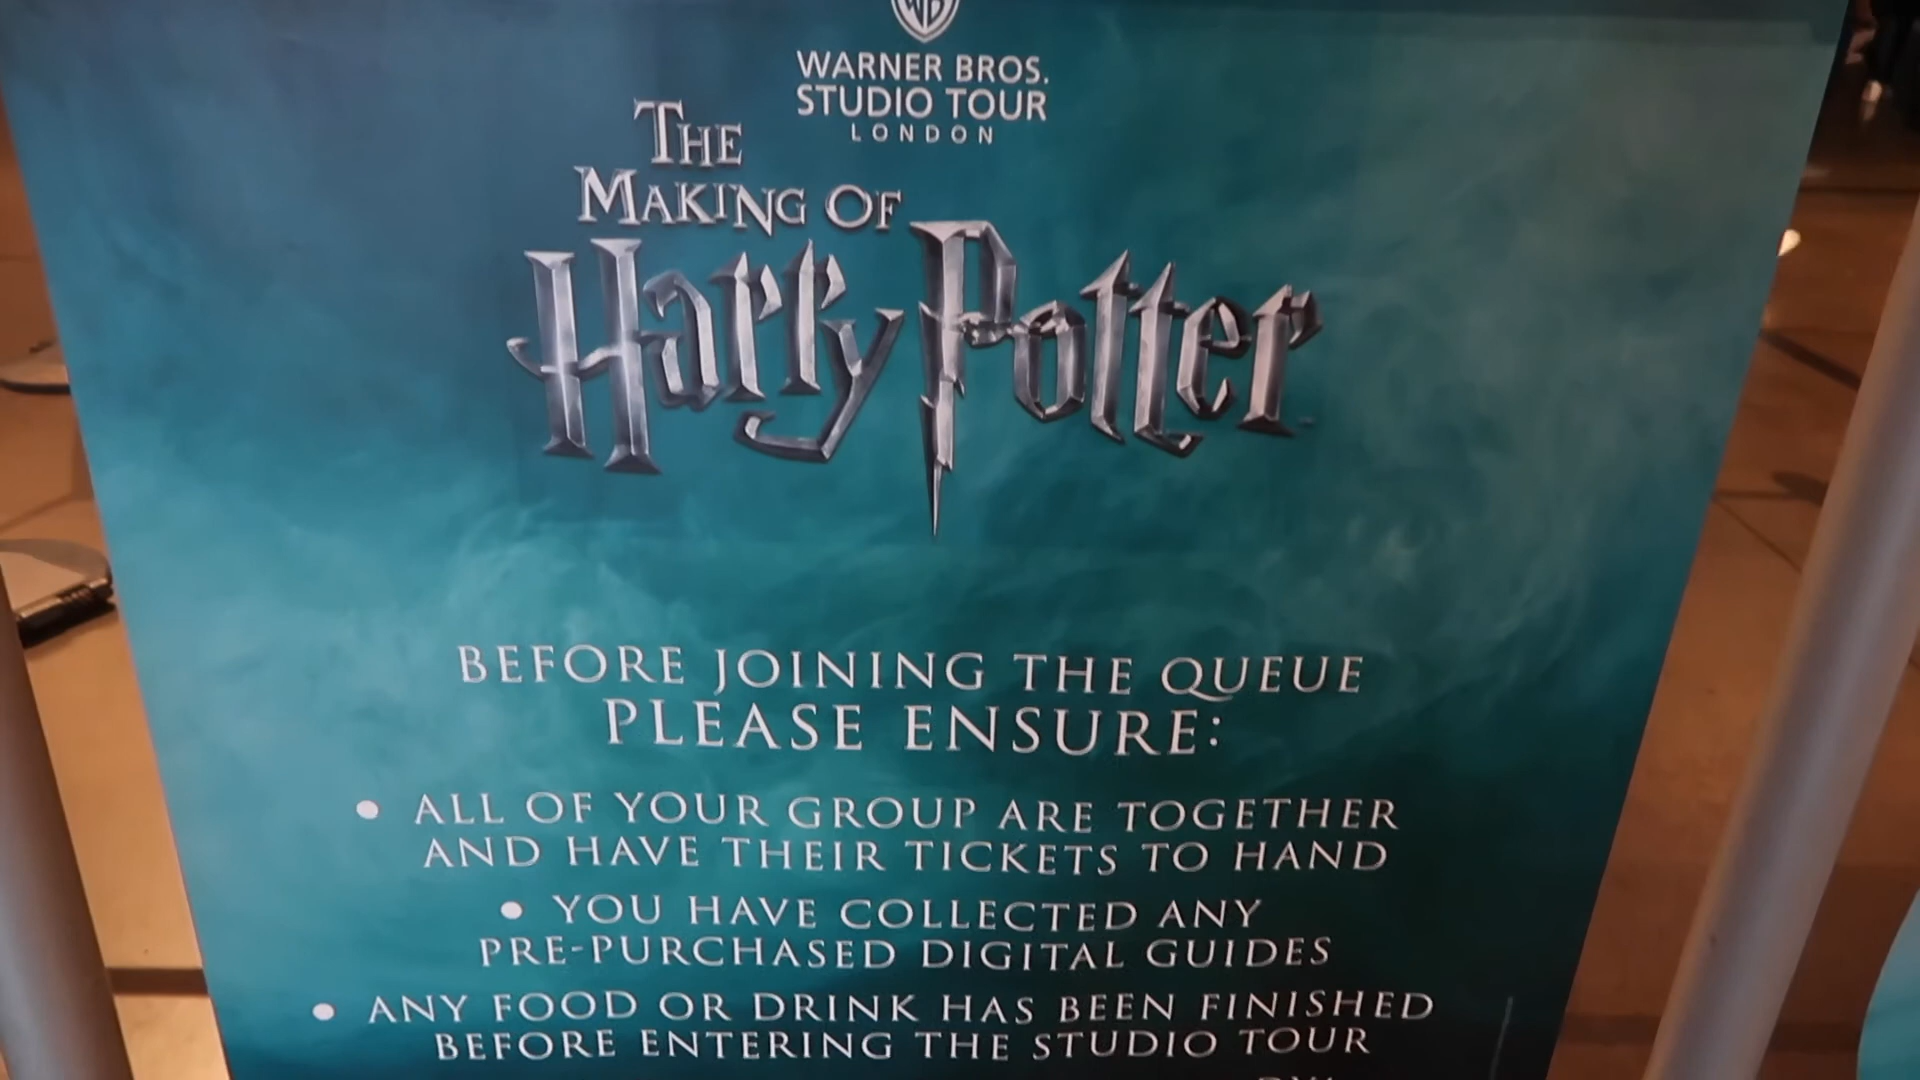 WB
WARNER BROS.
STUDIO TOUR
LONDON
THE
MAKING OF
Harry Potter
BEFORE JOINING THE QUEUE
PLEASE ENSURE:
• ALL OF YOUR GROUP ARE TOGETHER
AND HAVE THEIR TICKETS TO HAND
• YOU HAVE COLLECTED ANY
PRE-PURCHASED DIGITAL GUIDES
• ANY FOOD OR DRINK HAS BEEN FINISHED
BEFORE ENTERING THE STUDIO TOUR